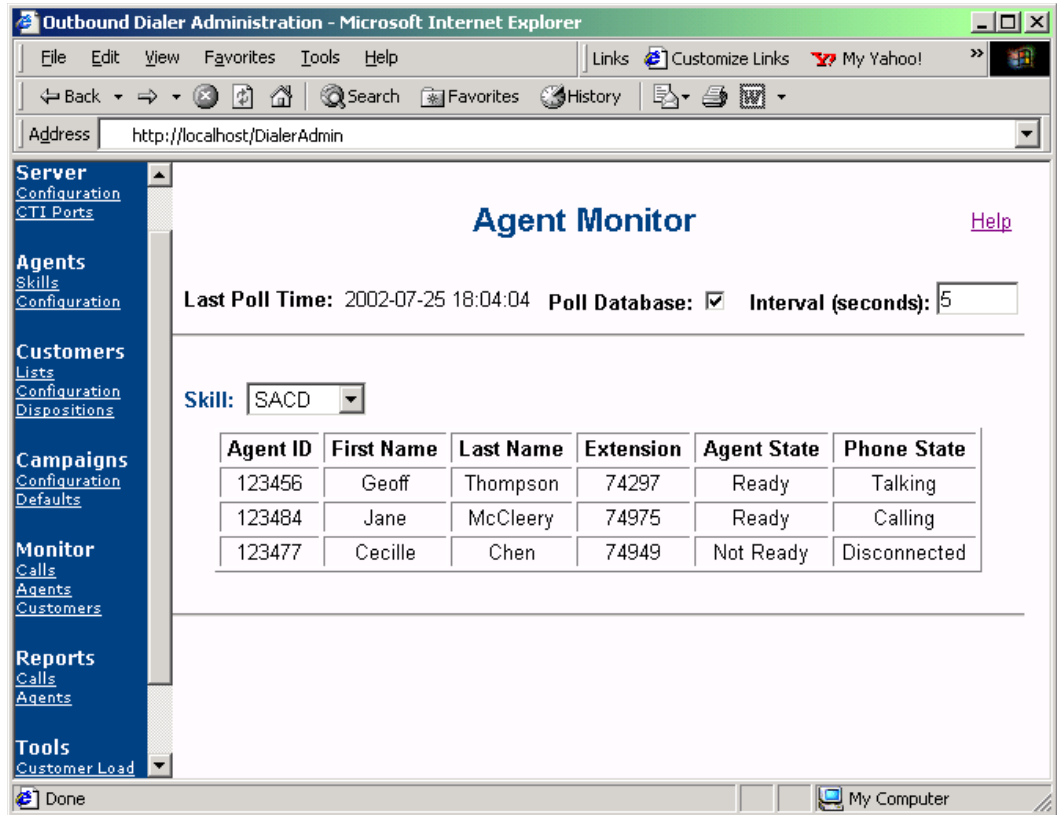 Outbound Dialer Administration - Microsoft Internet Explorer
File Edit View Favorites Tools Help Links Customize Links My Yahoo! »
Back Search Favorites History
Address http://localhost/DialerAdmin
Server
Configuration
CTI Ports
Agents
Skills
Configuration
Customers
Lists
Configuration
Dispositions
Campaigns
Configuration
Defaults
Monitor
Calls
Agents
Customers
Reports
Calls
Agents
Tools
Customer Load
Agent Monitor Help
Last Poll Time: 2002-07-25 18:04:04 Poll Database: Interval (seconds): 5
Skill: SACD
Agent ID First Name Last Name Extension Agent State Phone State
123456 Geoff Thompson 74297 Ready Talking
123484 Jane McCleery 74975 Ready Calling
123477 Cecille Chen 74949 Not Ready Disconnected
Done My Computer